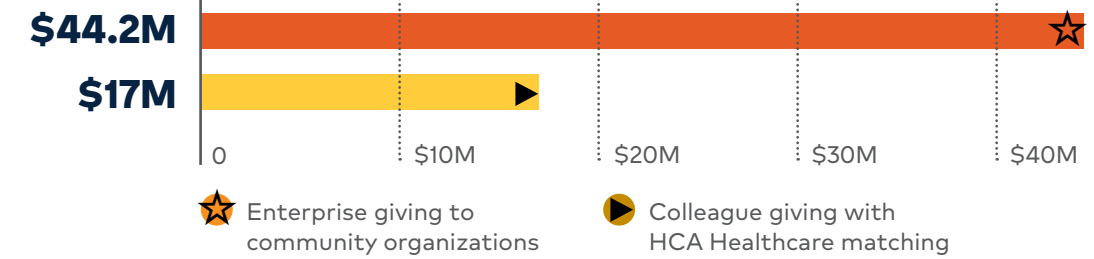 $44.2M
$17M
0 $10M $20M $30M $40M
Enterprise giving to
community organizations
Colleague giving with
HCA Healthcare matching